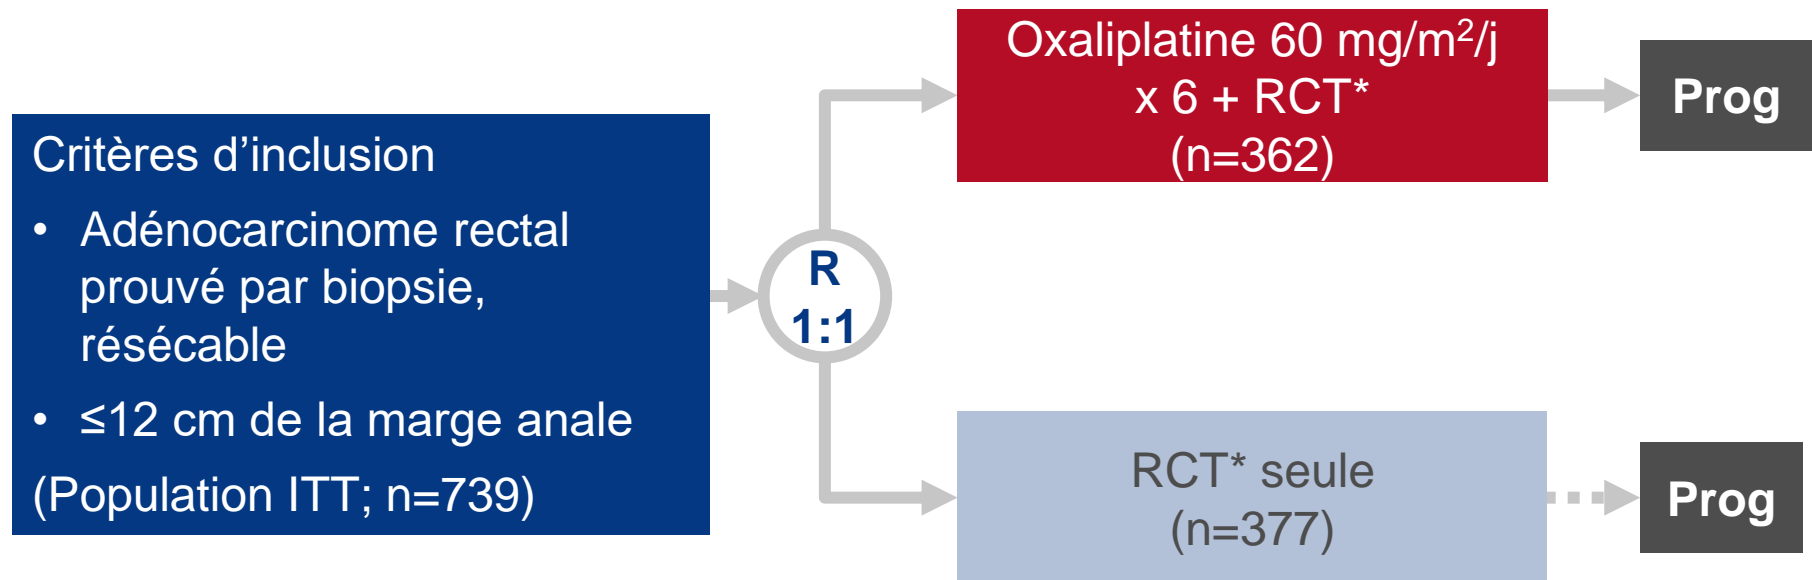 Critères d’inclusion
• Adénocarcinome rectal
prouvé par biopsie,
résécable
• ≤12 cm de la marge anale
(Population ITT; n=739)
R
1:1
Oxaliplatine 60 mg/m²/j
x 6 + RCT*
(n=362)
Prog
RCT* seule
(n=377)
Prog